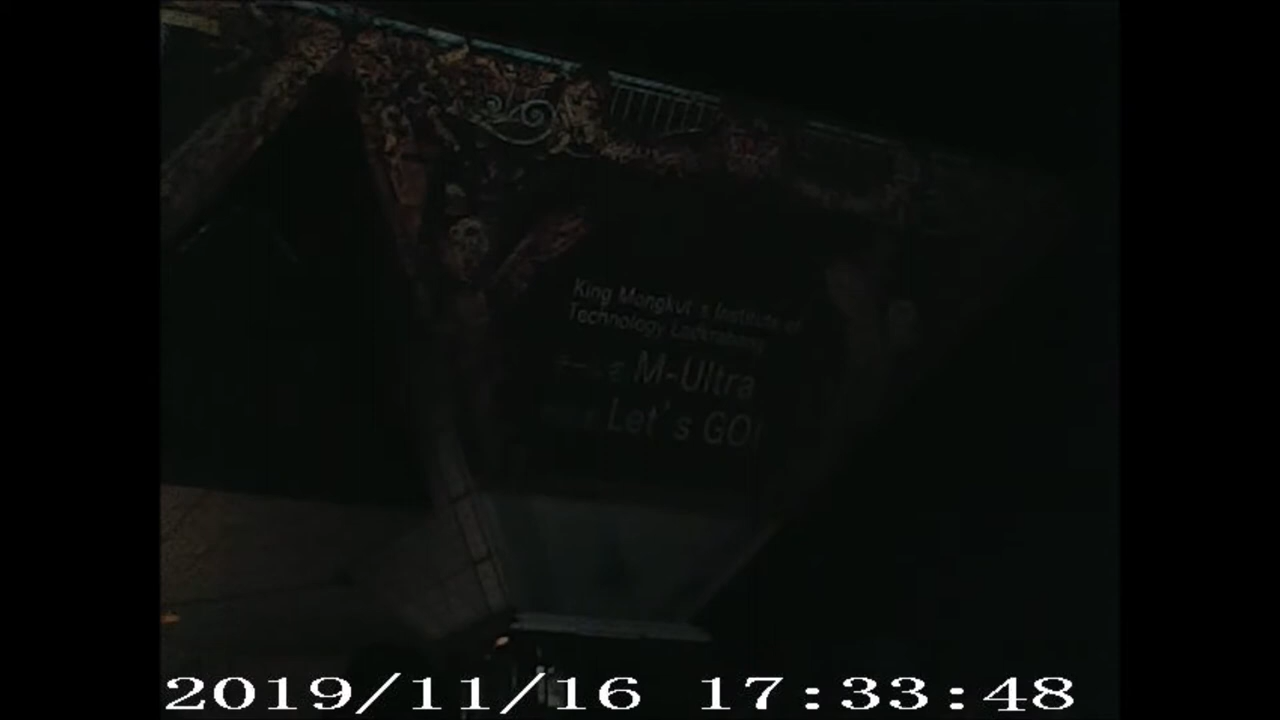 King Mongkut's Institute of
Technology Ladkrabang
M-Ultra
Let's GO!
2019/11/16 17:33:48